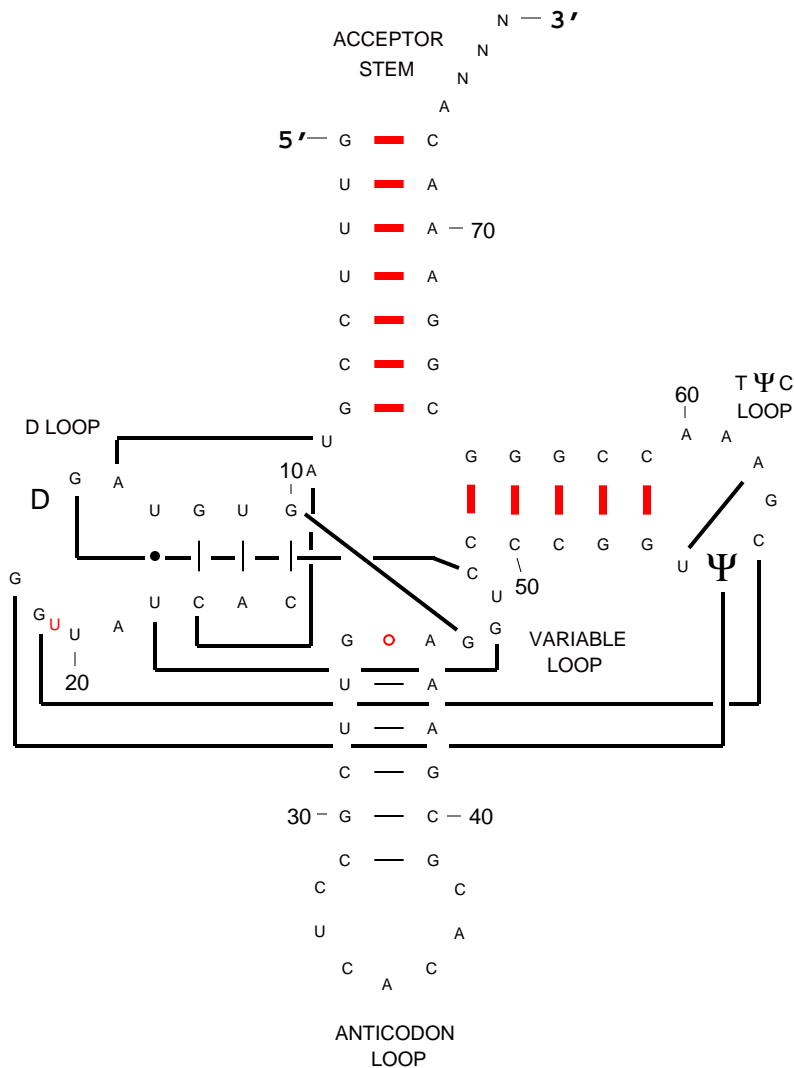 N 3′
ACCEPTOR
STEM
N
N
A
5′ G C
U A
U A 70
U A
C G
C G
G C
T Ψ C
LOOP
60
D LOOP
U
A A
G G G C C
G A
10 A
A
D
U G U G
G
C C C G G
C
U Ψ
C
50
G
U C A C
U
G U U A
G A G G
VARIABLE
LOOP
20
U A
U A
C G
30 G C 40
C G
C C
U A
C C
A
ANTICODON
LOOP